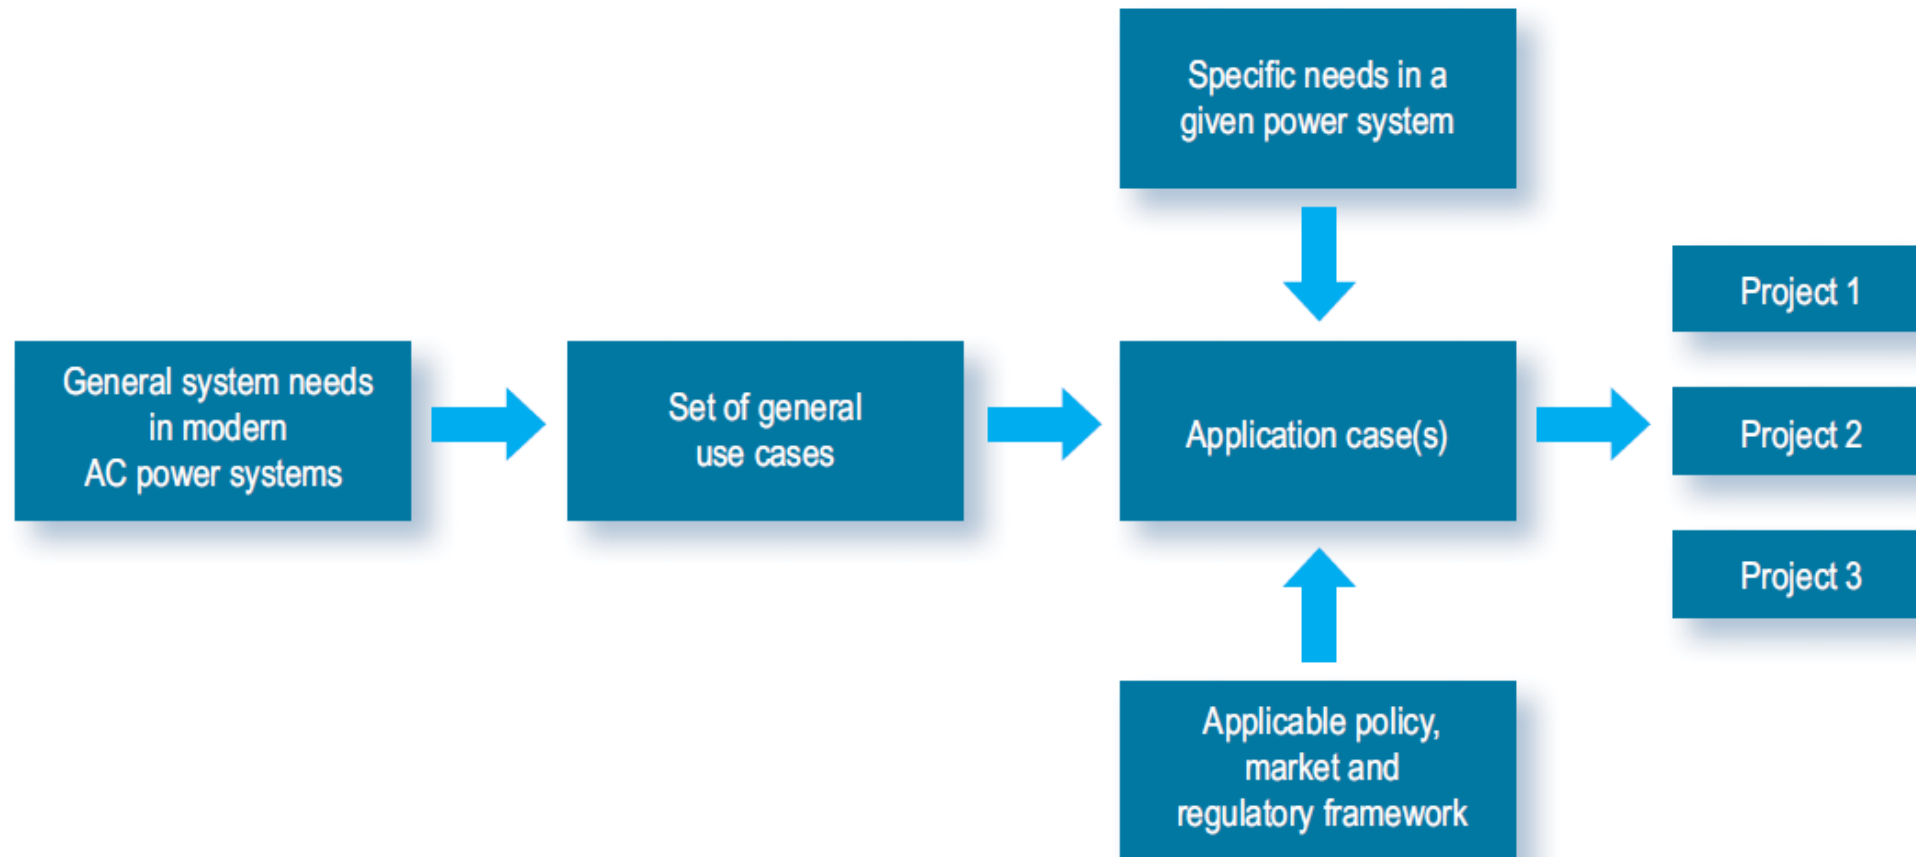 Specific needs in a
given power system
General system needs
in modern
AC power systems
Set of general
use cases
Application case(s)
Project 1
Project 2
Project 3
Applicable policy,
market and
regulatory framework